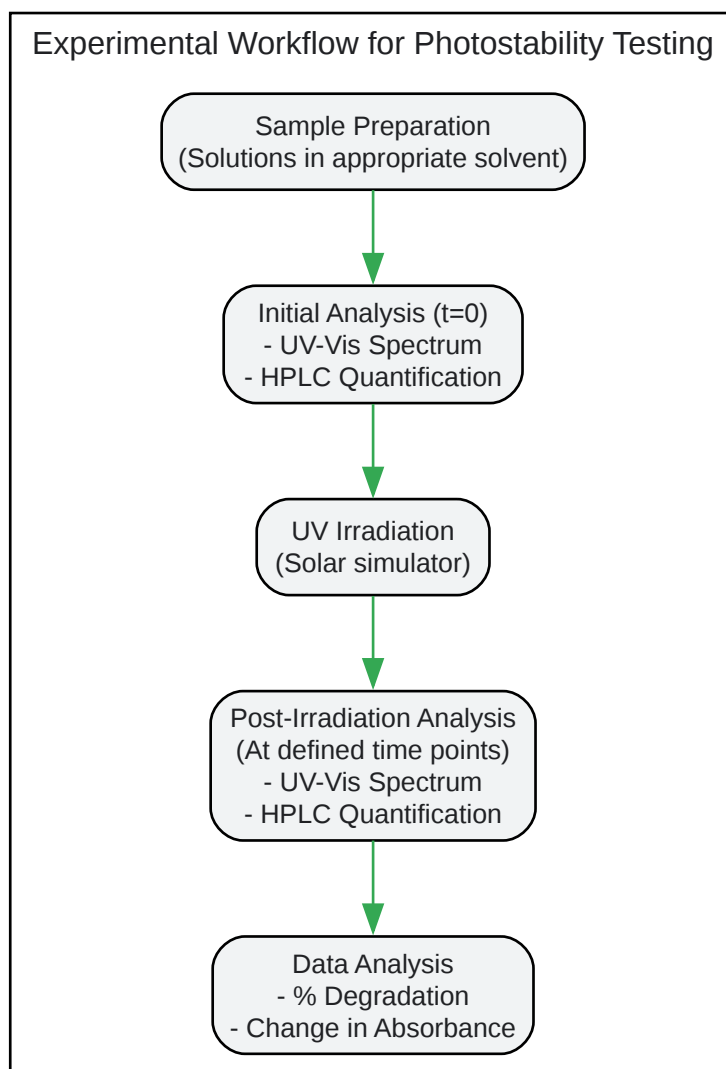 Experimental Workflow for Photostability Testing
Sample Preparation
(Solutions in appropriate solvent)
Initial Analysis (t=0)
- UV-Vis Spectrum
- HPLC Quantification
UV Irradiation
(Solar simulator)
Post-Irradiation Analysis
(At defined time points)
- UV-Vis Spectrum
- HPLC Quantification
Data Analysis
- % Degradation
- Change in Absorbance